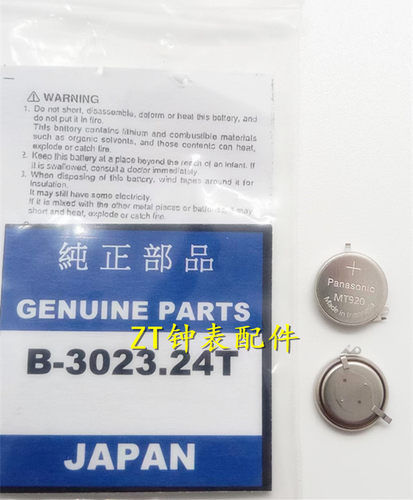 ⚠ WARNING
1. Do not short, disassemble, deform or heat this battery, and
do not put it in fire.
This battery contains lithium and combustible materials
such as organic solvents, and those contents can heat,
explode or catch fire.
2. Keep this battery at a place beyond the reach of an infant. If
it is swallowed, consult a doctor immediately.
3. When disposing of this battery, wind tapes around it for
insulation.
It may still have some electricity.
If it is mixed with the other metal pieces or batteries, it may
short and heat, explode or catch fire.
純正部品
GENUINE PARTS
ZT钟表配件
B-3023.24T
JAPAN
+
Panasonic
MT920
Made in